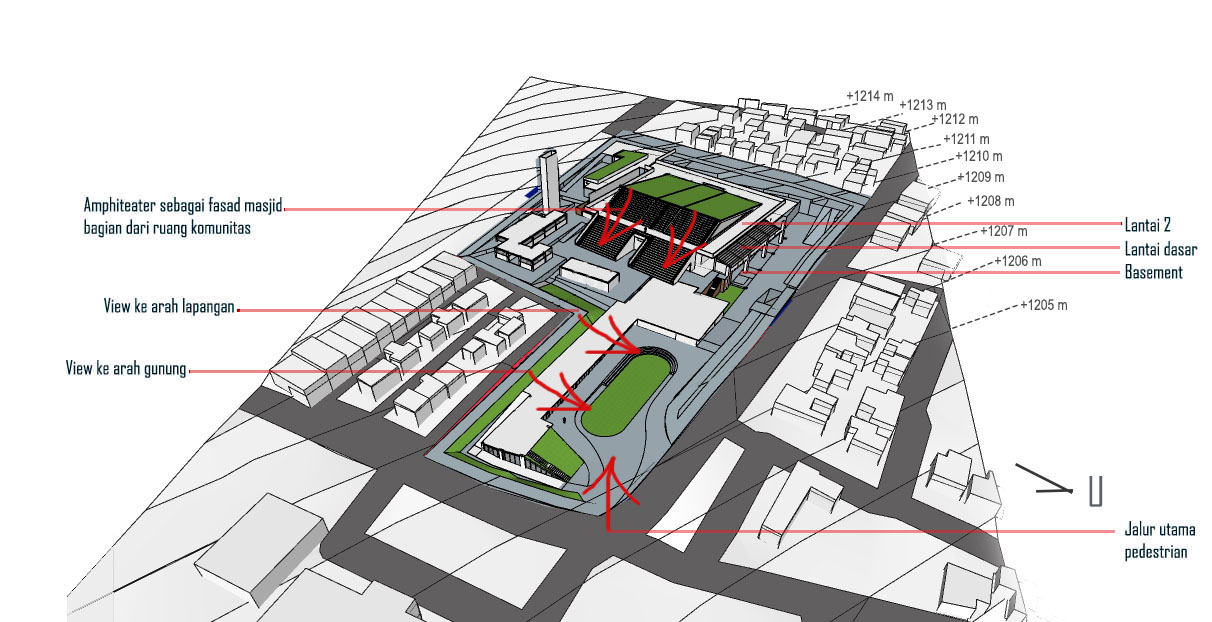 +1214 m
+1213 m
+1212 m
+1211 m
+1210 m
+1209 m
+1208 m
+1207 m
+1206 m
+1205 m
Amphiteater sebagai fasad masjid
bagian dari ruang komunitas
View ke arah lapangan
View ke arah gunung
Lantai 2
Lantai dasar
Basement
U
Jalur utama
pedestrian